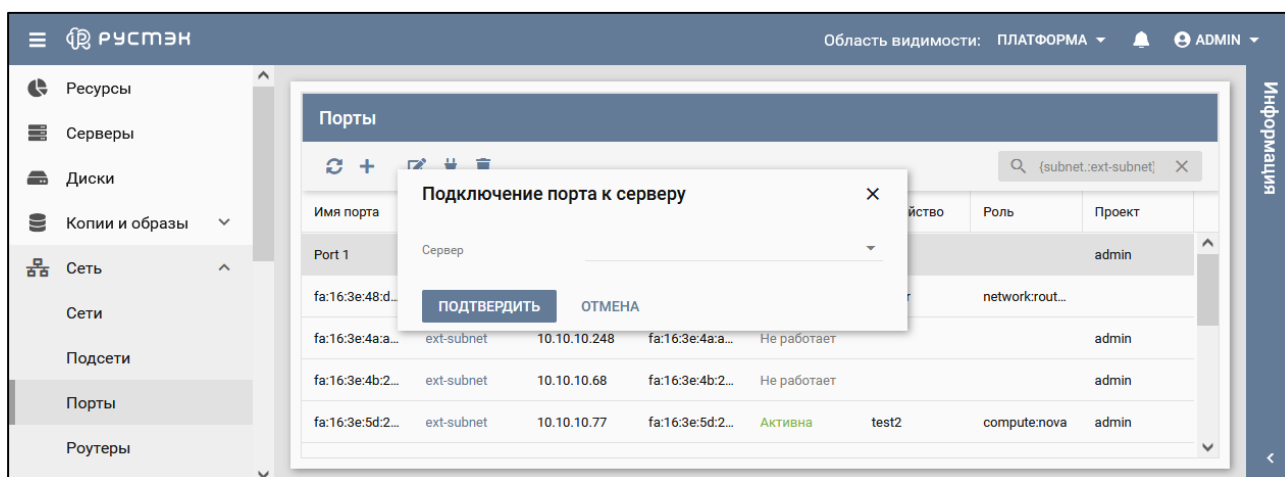 РУСТЭК
Область видимости: ПЛАТФОРМА ADMIN
Ресурсы
Серверы
Диски
Копии и образы
Сеть
Сети
Подсети
Порты
Роутеры
Порты
{subnet.:ext-subnet}
Имя порта йство Роль Проект
Port 1 admin
fa:16:3e:48:d... network:rout...
fa:16:3e:4a:a... ext-subnet 10.10.10.248 fa:16:3e:4a:a... Не работает admin
fa:16:3e:4b:2... ext-subnet 10.10.10.68 fa:16:3e:4b:2... Не работает admin
fa:16:3e:5d:2... ext-subnet 10.10.10.77 fa:16:3e:5d:2... Активна test2 compute:nova admin
Подключение порта к серверу
Сервер
ПОДТВЕРДИТЬ ОТМЕНА
Информация